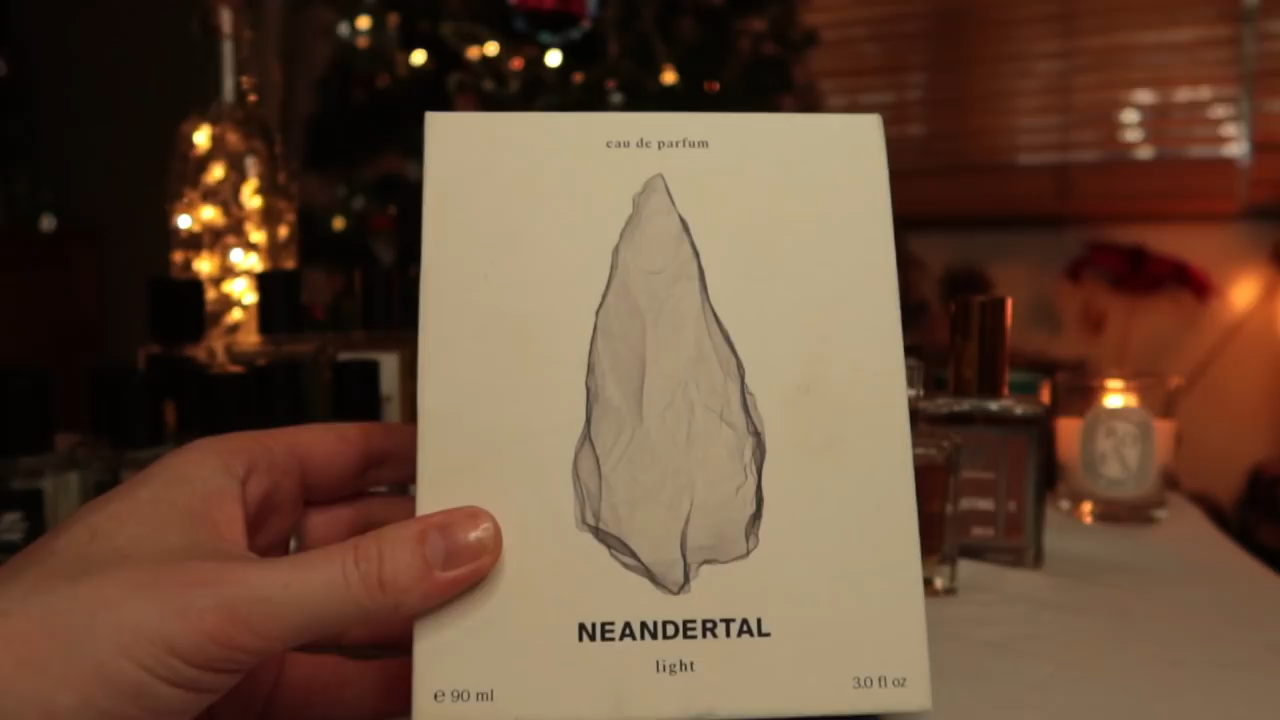 eau de parfum
NEANDERTAL
light
℮ 90 ml
3.0 fl oz